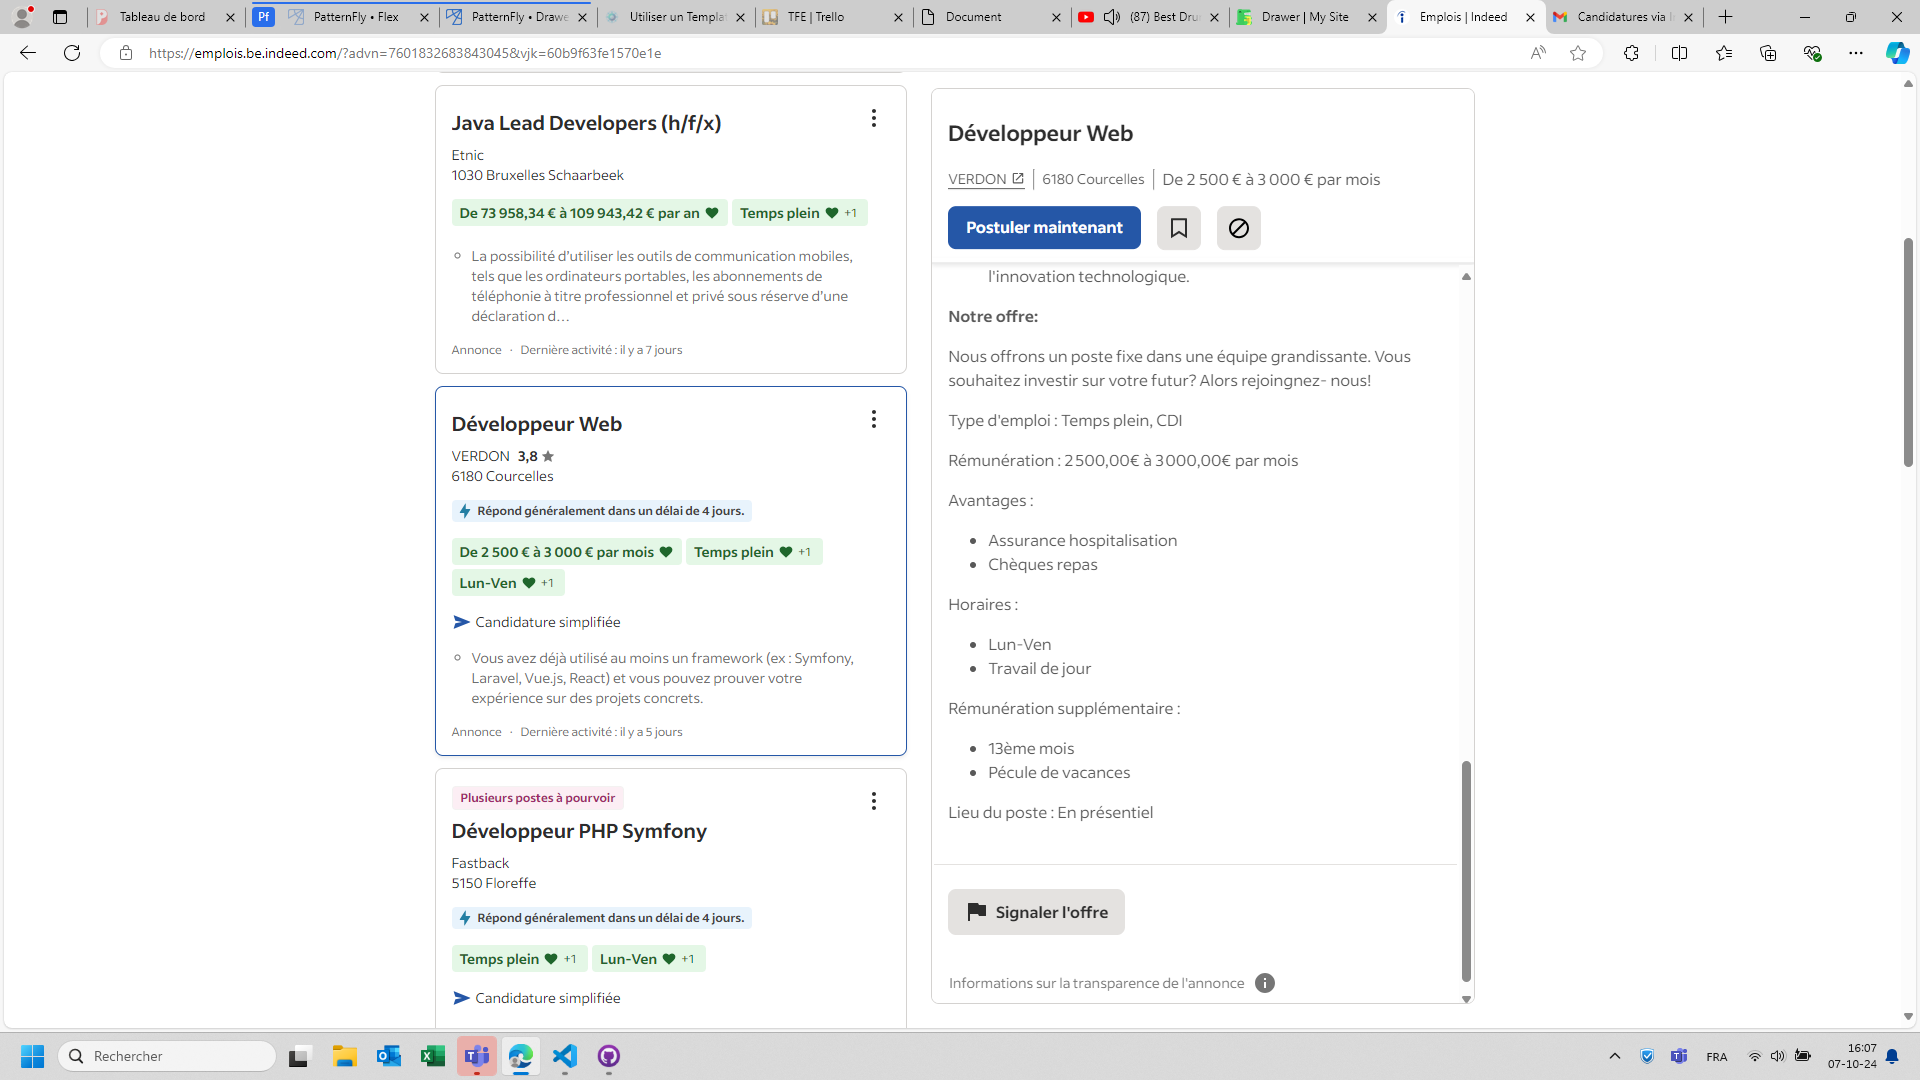 Tableau de bord
PatternFly • Flex
PatternFly • Drawe
Utiliser un Templat
TFE | Trello
Document
(87) Best Dru
Drawer | My Site
Emplois | Indeed
Candidatures via I
https://emplois.be.indeed.com/?advn=7601832683843045&vjk=60b9f63fe1570e1e
Java Lead Developers (h/f/x)
Etnic
1030 Bruxelles Schaarbeek
De 73 958,34 € à 109 943,42 € par an
Temps plein +1
La possibilité d'utiliser les outils de communication mobiles,
tels que les ordinateurs portables, les abonnements de
téléphonie à titre professionnel et privé sous réserve d'une
déclaration d…
Annonce · Dernière activité : il y a 7 jours
Développeur Web
VERDON 3,8
6180 Courcelles
Répond généralement dans un délai de 4 jours.
De 2 500 € à 3 000 € par mois
Temps plein +1
Lun-Ven +1
Candidature simplifiée
Vous avez déjà utilisé au moins un framework (ex : Symfony,
Laravel, Vue.js, React) et vous pouvez prouver votre
expérience sur des projets concrets.
Annonce · Dernière activité : il y a 5 jours
Plusieurs postes à pourvoir
Développeur PHP Symfony
Fastback
5150 Floreffe
Répond généralement dans un délai de 4 jours.
Temps plein +1
Lun-Ven +1
Candidature simplifiée
Développeur Web
VERDON
6180 Courcelles
De 2 500 € à 3 000 € par mois
Postuler maintenant
l'innovation technologique.
Notre offre:
Nous offrons un poste fixe dans une équipe grandissante. Vous
souhaitez investir sur votre futur? Alors rejoingnez- nous!
Type d'emploi : Temps plein, CDI
Rémunération : 2 500,00€ à 3 000,00€ par mois
Avantages :
Assurance hospitalisation
Chèques repas
Horaires :
Lun-Ven
Travail de jour
Rémunération supplémentaire :
13ème mois
Pécule de vacances
Lieu du poste : En présentiel
Signaler l'offre
Informations sur la transparence de l'annonce
Rechercher
FRA
16:07
07-10-24